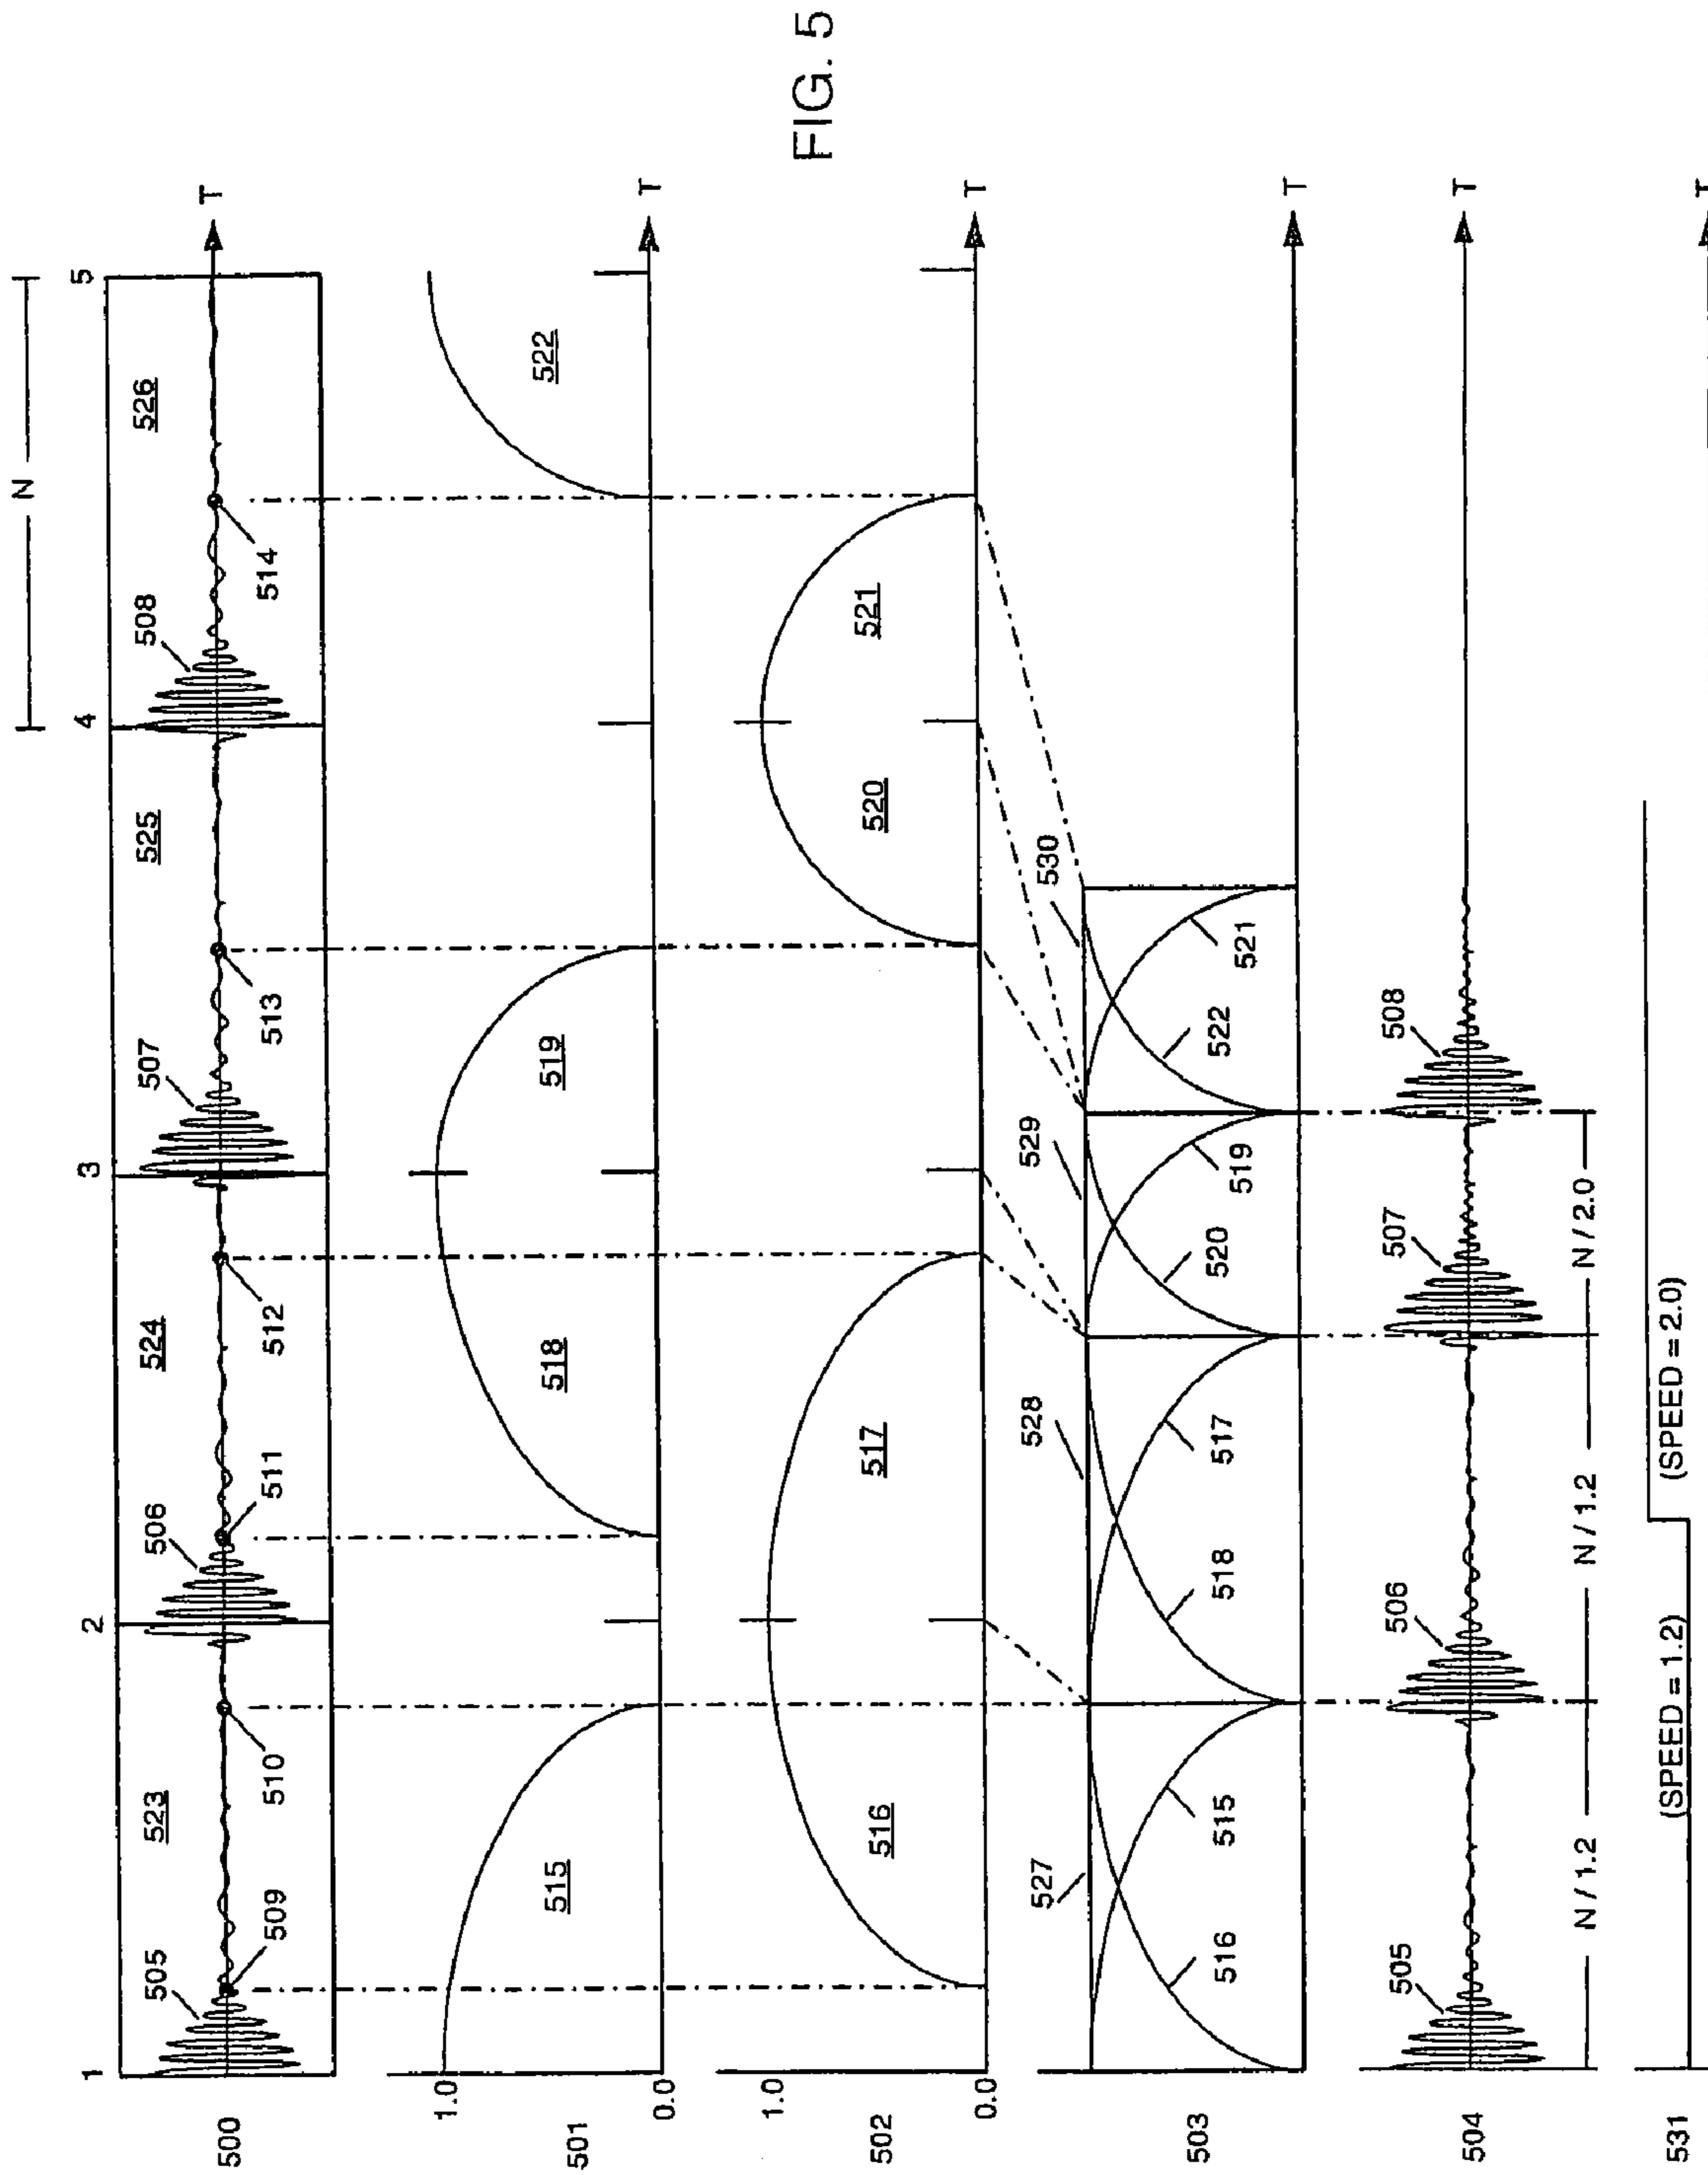 N
1 2 3 4 5
505 523 506 524 507 525 508 526
500 T
509 510 511 512 513 514
1.0
501 515 518 519 522
0.0 T
1.0
502 516 517 520 521
0.0 T
FIG. 5
527 528 529 530
503 516 515 518 517 520 519 522 521
T
505 506 507 508
504 T
N / 1.2 N / 1.2 N / 2.0
(SPEED = 1.2) (SPEED = 2.0)
531 T